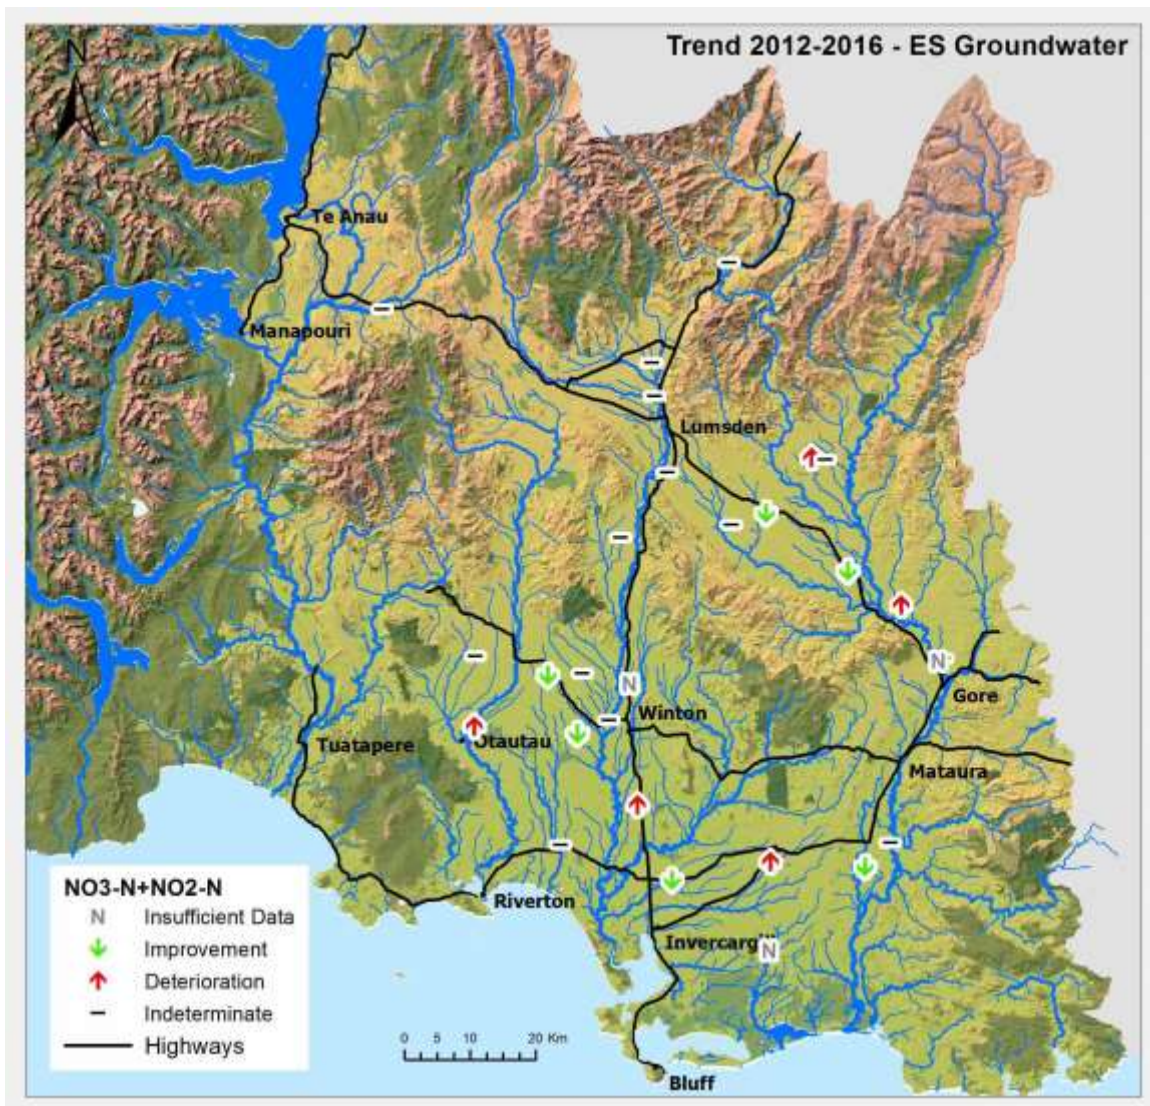 Trend 2012-2016 - ES Groundwater
N
Te Anau
Manapouri
Lumsden
N
Gore
N
Winton
Otautau
Tuatapere
Mataura
Riverton
Invercargill
N
Bluff
NO3-N+NO2-N
N Insufficient Data
Improvement
Deterioration
Indeterminate
Highways
0 5 10 20 Km